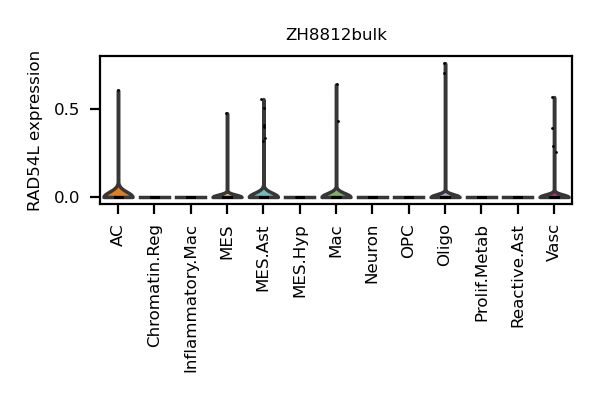 ZH8812bulk
RAD54L expression
0.5
0.0
AC
Chromatin.Reg
Inflammatory.Mac
MES
MES.Ast
MES.Hyp
Mac
Neuron
OPC
Oligo
Prolif.Metab
Reactive.Ast
Vasc